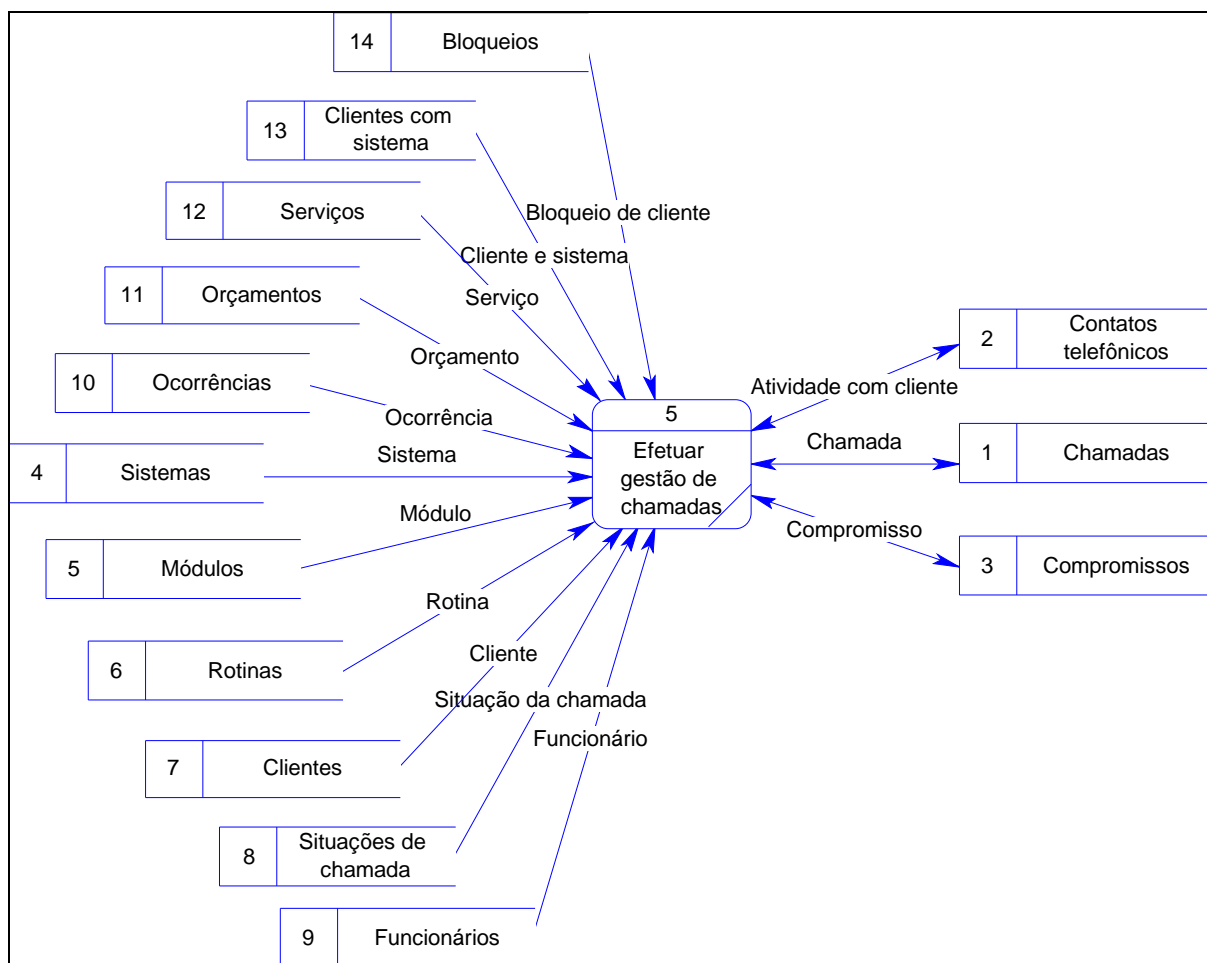 14
Bloqueios
13
Clientes com
sistema
12
Serviços
11
Orçamentos
10
Ocorrências
4
Sistemas
5
Módulos
6
Rotinas
7
Clientes
8
Situações de
chamada
9
Funcionários
Bloqueio de cliente
Cliente e sistema
Serviço
Orçamento
Ocorrência
Sistema
Módulo
Rotina
Cliente
Situação da chamada
Funcionário
5
Efetuar
gestão de
chamadas
Atividade com cliente
Chamada
Compromisso
2
Contatos
telefônicos
1
Chamadas
3
Compromissos